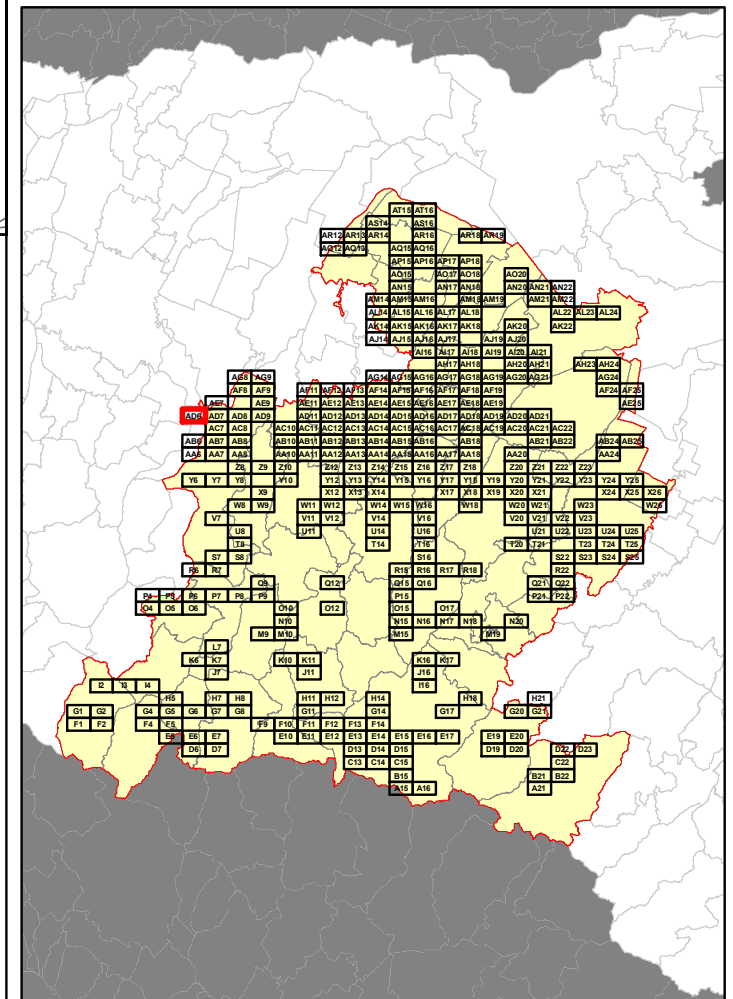 AT15 AT16
AS14 AS16
AR12 AR13 AR14 AR16 AR18 AR19
AQ12 AQ13 AQ15 AQ16
AP15 AP16 AP17 AP18
AO15 AO17 AO18 AO20
AN15 AN17 AN18 AN20 AN21 AN22
AM14 AM15 AM16 AM18 AM19 AM21 AM22
AL14 AL15 AL16 AL17 AL18 AL22 AL23 AL24
AK14 AK15 AK16 AK17 AK18 AK20 AK22
AJ14 AJ15 AJ16 AJ17 AJ19 AJ20
AI16 AI17 AI18 AI19 AI20 AI21
AH17 AH18 AH20 AH21 AH23 AH24
AG8 AG9 AG14 AG15 AG16 AG17 AG18 AG19 AG20 AG21 AG24
AF8 AF9 AF11 AF12 AF13 AF14 AF15 AF16 AF17 AF18 AF19 AF24 AF25
AE7 AE9 AE11 AE12 AE13 AE14 AE15 AE16 AE17 AE18 AE19 AE25
AD6 AD7 AD8 AD9 AD11 AD12 AD13 AD14 AD15 AD16 AD17 AD18 AD19 AD20 AD21
AC7 AC8 AC10 AC11 AC12 AC13 AC14 AC15 AC16 AC17 AC18 AC19 AC20 AC21 AC22
AB6 AB7 AB8 AB10 AB11 AB12 AB13 AB14 AB15 AB16 AB18 AB21 AB22 AB24 AB25
AA6 AA7 AA8 AA10 AA11 AA12 AA13 AA14 AA15 AA16 AA17 AA18 AA20 AA24
Z8 Z9 Z10 Z12 Z13 Z14 Z15 Z16 Z17 Z18 Z20 Z21 Z22 Z23
Y6 Y7 Y8 Y10 Y12 Y13 Y14 Y15 Y16 Y17 Y18 Y19 Y20 Y21 Y22 Y23 Y24 Y25
X9 X12 X13 X14 X17 X18 X19 X20 X21 X24 X25 X26
W8 W9 W11 W12 W14 W15 W16 W18 W20 W21 W23 W26
V7 V11 V12 V14 V16 V20 V21 V22 V23
U8 U11 U14 U16 U21 U22 U23 U24 U25
T8 T14 T16 T20 T21 T23 T24 T25
S7 S8 S16 S22 S23 S24 S25
R6 R7 R15 R16 R17 R18 R22
Q9 Q12 Q15 Q16 Q21 Q22
P4 P5 P6 P7 P8 P9 P15 P21 P22
O4 O5 O6 O10 O12 O15 O17
N10 N15 N16 N17 N18 N20
M9 M10 M15 M19
L7
K6 K7 K10 K11 K16 K17
J7 J11 J16
I2 I3 I4 I16
H5 H7 H8 H11 H12 H14 H18 H21
G1 G2 G4 G5 G6 G7 G8 G11 G14 G17 G20 G21
F1 F2 F4 F5 F9 F10 F11 F12 F13 F14
E5 E6 E7 E10 E11 E12 E13 E14 E15 E16 E17 E19 E20
D6 D7 D13 D14 D15 D19 D20 D22 D23
C13 C14 C15 C22
B15 B21 B22
A15 A16 A21